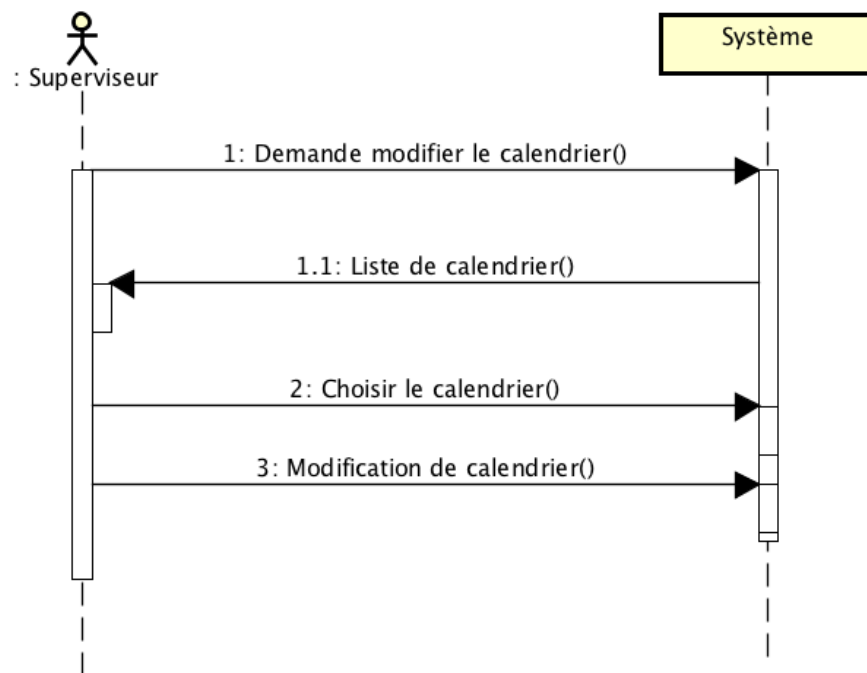 : Superviseur
Système
1: Demande modifier le calendrier()
1.1: Liste de calendrier()
2: Choisir le calendrier()
3: Modification de calendrier()